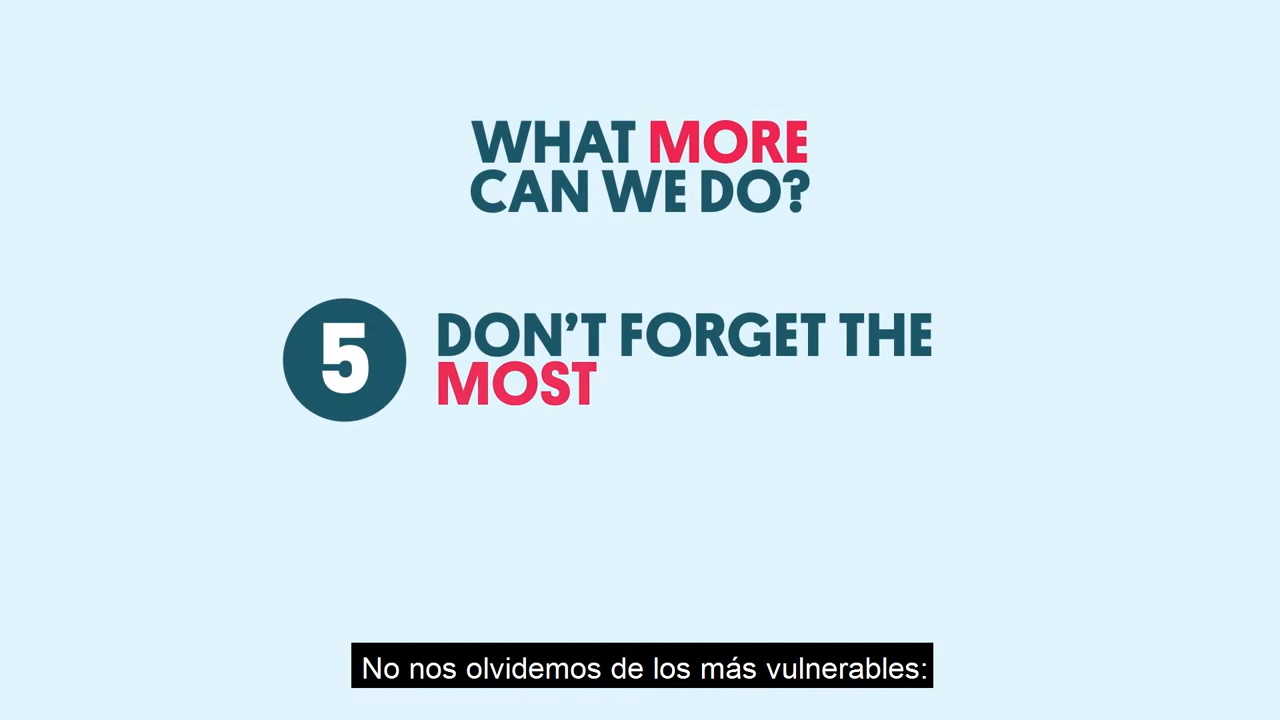 WHAT MORE
CAN WE DO?
5
DON'T FORGET THE
MOST
No nos olvidemos de los más vulnerables: